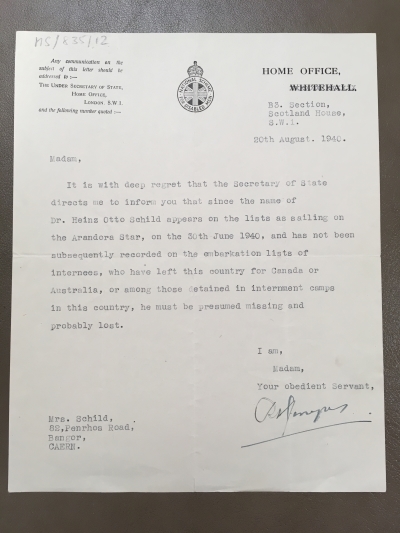 MS/835/12
Any communication on the
subject of this letter should be
addressed to :—
THE UNDER SECRETARY OF STATE,
HOME OFFICE,
LONDON. S.W.1.
and the following number quoted :—
HOME OFFICE,
WHITEHALL.
B3. Section,
Scotland House,
S.W.1.
20th August. 1940.
Madam,
It is with deep regret that the Secretary of State
directs me to inform you that since the name of
Dr. Heinz Otto Schild appears on the lists as sailing on
the Arandora Star, on the 30th June 1940, and has not been
subsequently recorded on the embarkation lists of
internees, who have left this country for Canada or
Australia, or among those detained in internment camps
in this country, he must be presumed missing and
probably lost.
I am,
Madam,
Your obedient Servant,
Mrs. Schild,
82,Penrhos Road,
Bangor,
CAERN.